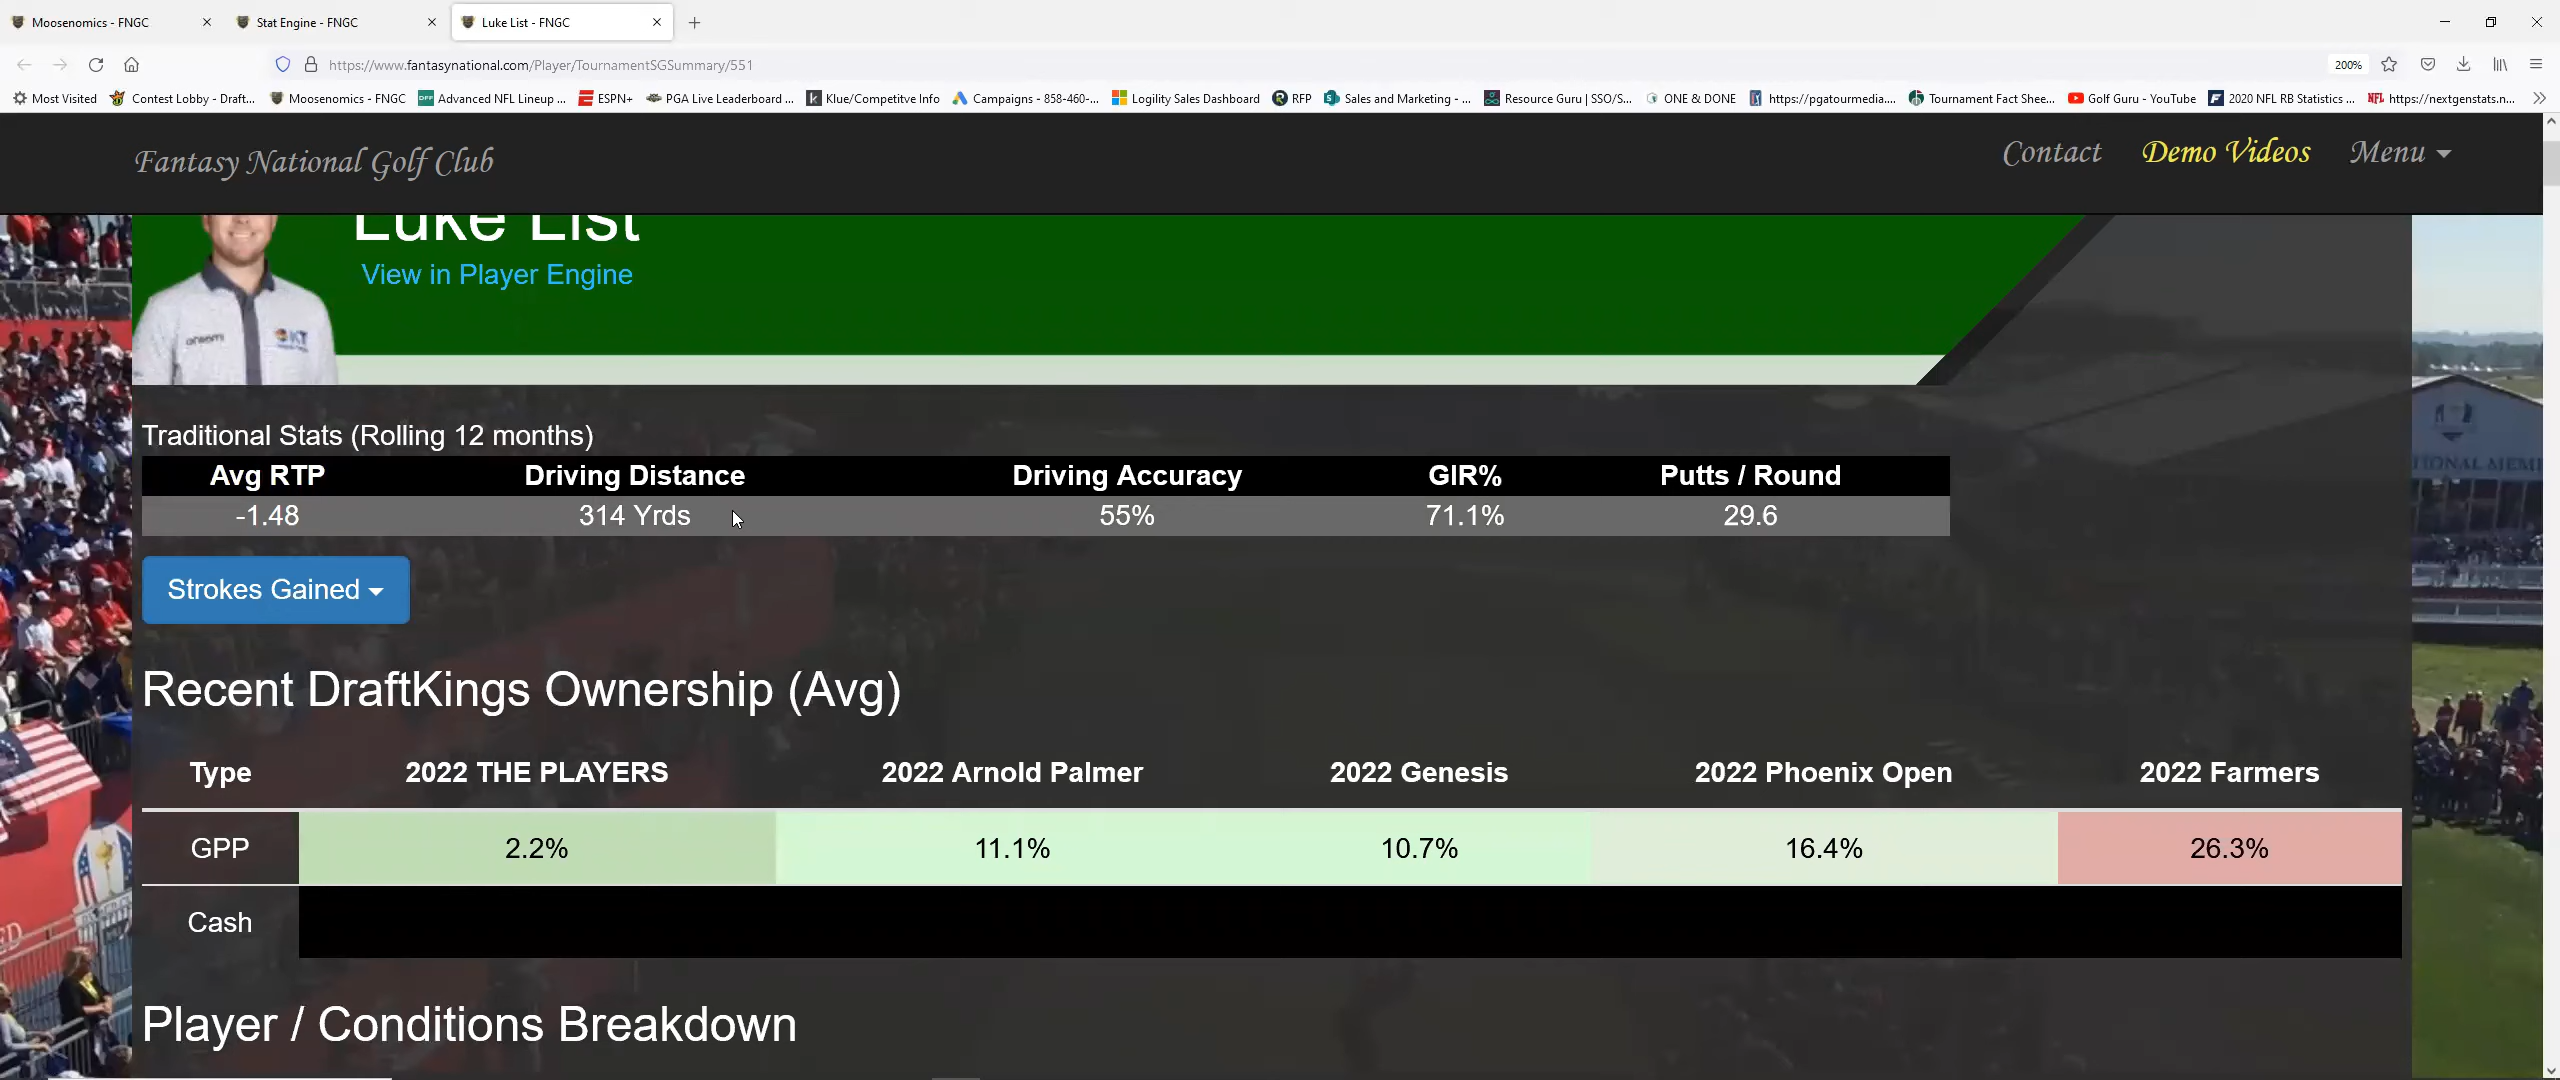 Moosenomics - FNGC
Stat Engine - FNGC
Luke List - FNGC
https://www.fantasynational.com/Player/TournamentSGSummary/551
200%
Most Visited
Contest Lobby - Draft...
Moosenomics - FNGC
Advanced NFL Lineup ...
ESPN+
PGA Live Leaderboard ...
Klue/Competitve Info
Campaigns - 858-460-...
Logility Sales Dashboard
RFP
Sales and Marketing - ...
Resource Guru | SSO/S...
ONE & DONE
https://pgatourmedia....
Tournament Fact Shee...
Golf Guru - YouTube
2020 NFL RB Statistics ...
https://nextgenstats.n...
Fantasy National Golf Club
Contact Demo Videos Menu
Luke List
View in Player Engine
Traditional Stats (Rolling 12 months)
Avg RTP Driving Distance Driving Accuracy GIR% Putts / Round
-1.48 314 Yrds 55% 71.1% 29.6
Strokes Gained
Recent DraftKings Ownership (Avg)
Type 2022 THE PLAYERS 2022 Arnold Palmer 2022 Genesis 2022 Phoenix Open 2022 Farmers
GPP 2.2% 11.1% 10.7% 16.4% 26.3%
Cash
Player / Conditions Breakdown